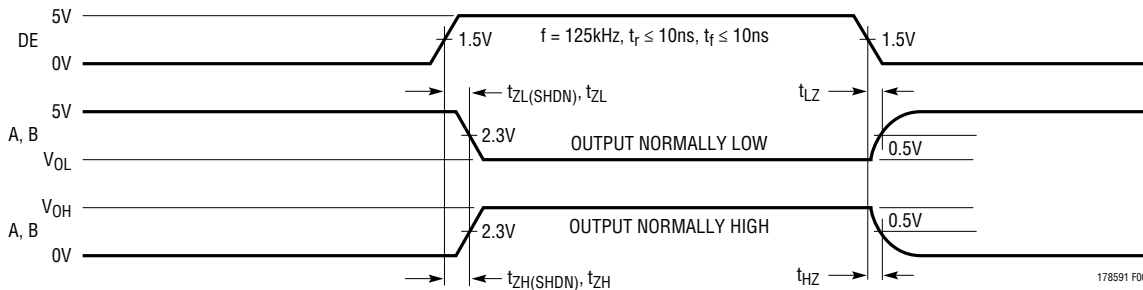 5V
DE
0V
1.5V
f = 125kHz, tr ≤ 10ns, tf ≤ 10ns
1.5V
tZL(SHDN), tZL
tLZ
5V
A, B
VOL
2.3V
OUTPUT NORMALLY LOW
0.5V
VOH
A, B
0V
2.3V
OUTPUT NORMALLY HIGH
0.5V
tZH(SHDN), tZH
tHZ
178591